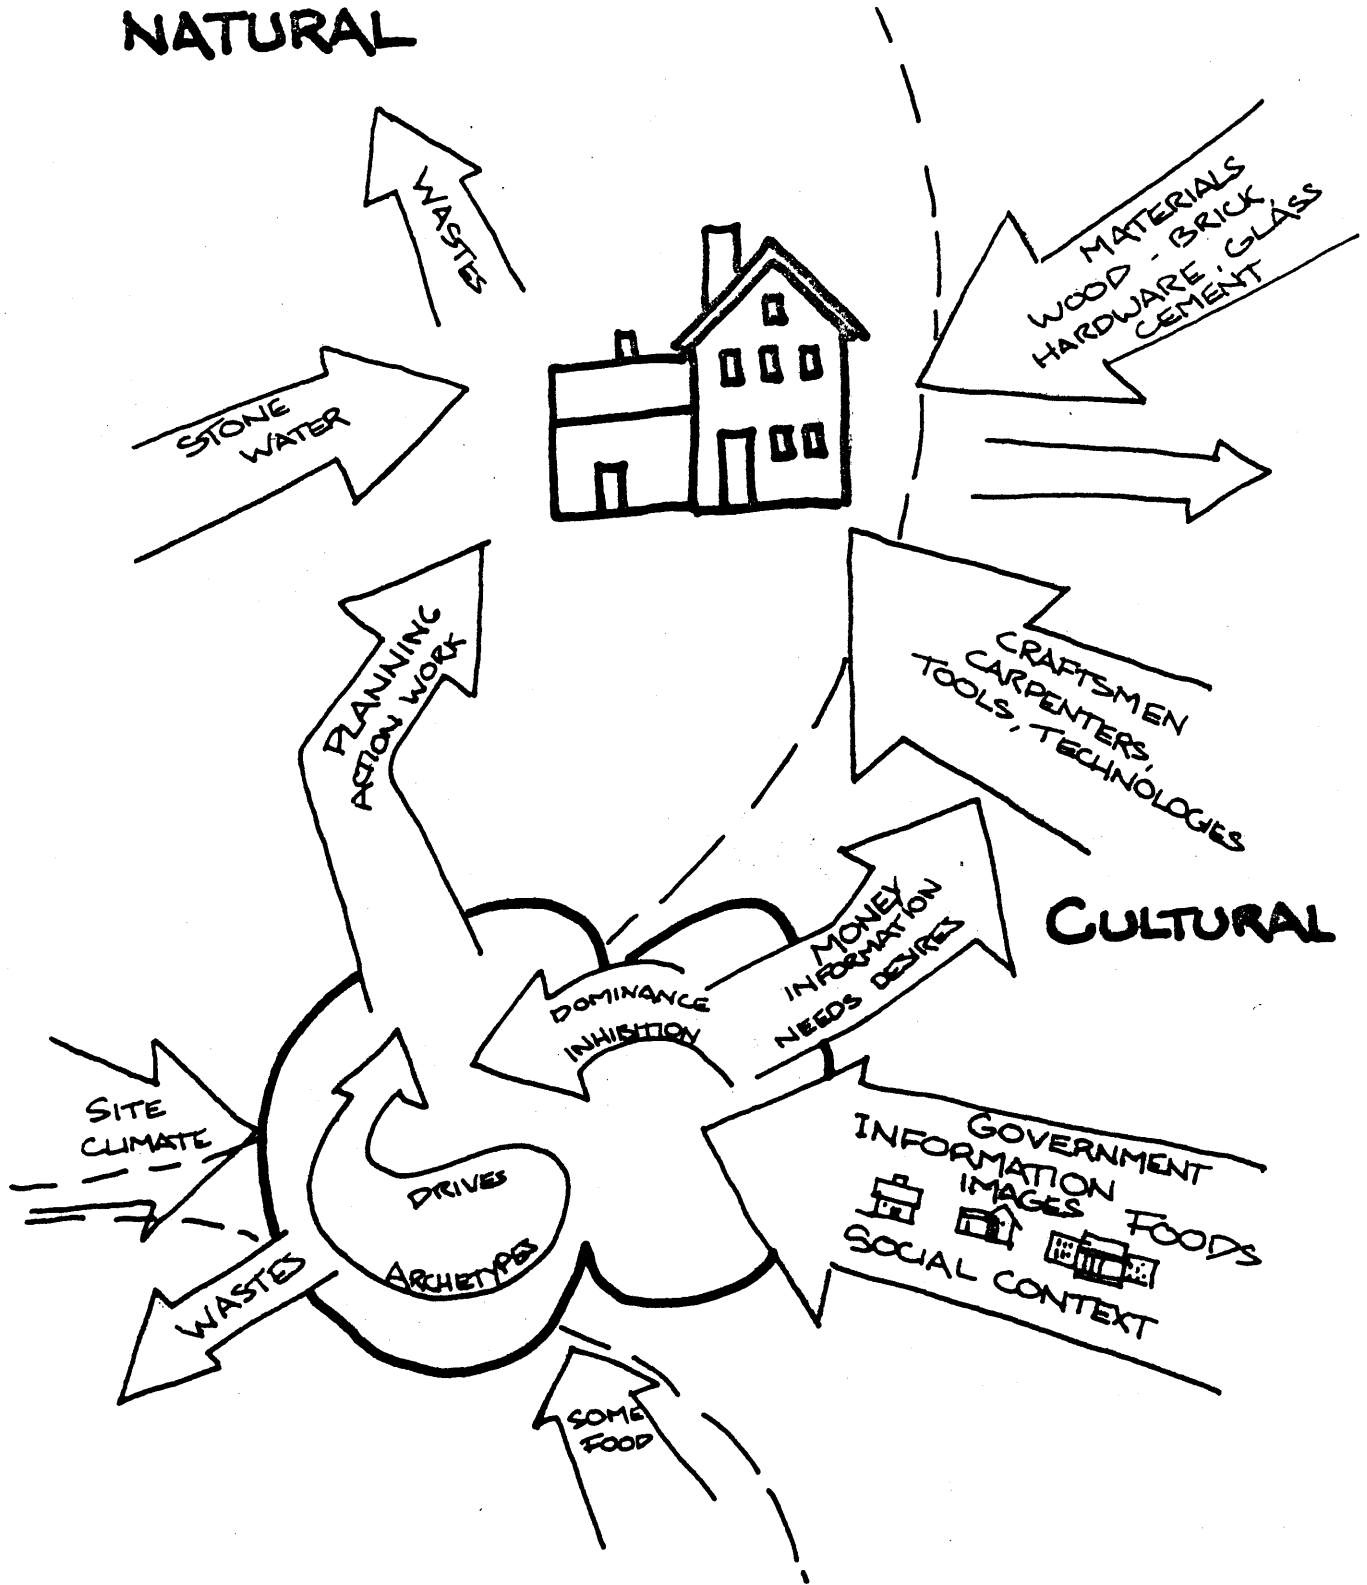 NATURAL
WASTES
MATERIALS
WOOD - BRICK,
HARDWARE, GLASS
CEMENT
STONE
WATER
PLANNING
ACTION WORK
CRAFTSMEN
CARPENTERS,
TOOLS, TECHNOLOGIES
CULTURAL
MONEY
INFORMATION
NEEDS DESIRES
DOMINANCE
INHIBITION
SITE
CLIMATE
DRIVES
ARCHETYPES
WASTES
GOVERNMENT
INFORMATION
IMAGES
FOODS
SOCIAL CONTEXT
SOME
FOOD